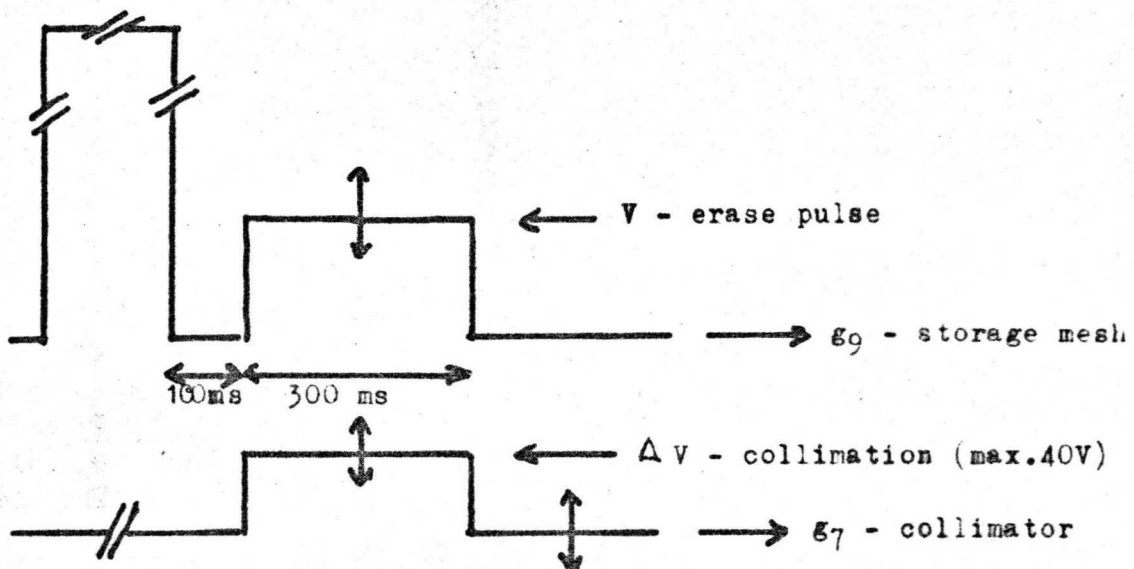 V - erase pulse
g9 - storage mesh
100ms 300 ms
Δ V - collimation (max.40V)
g7 - collimator